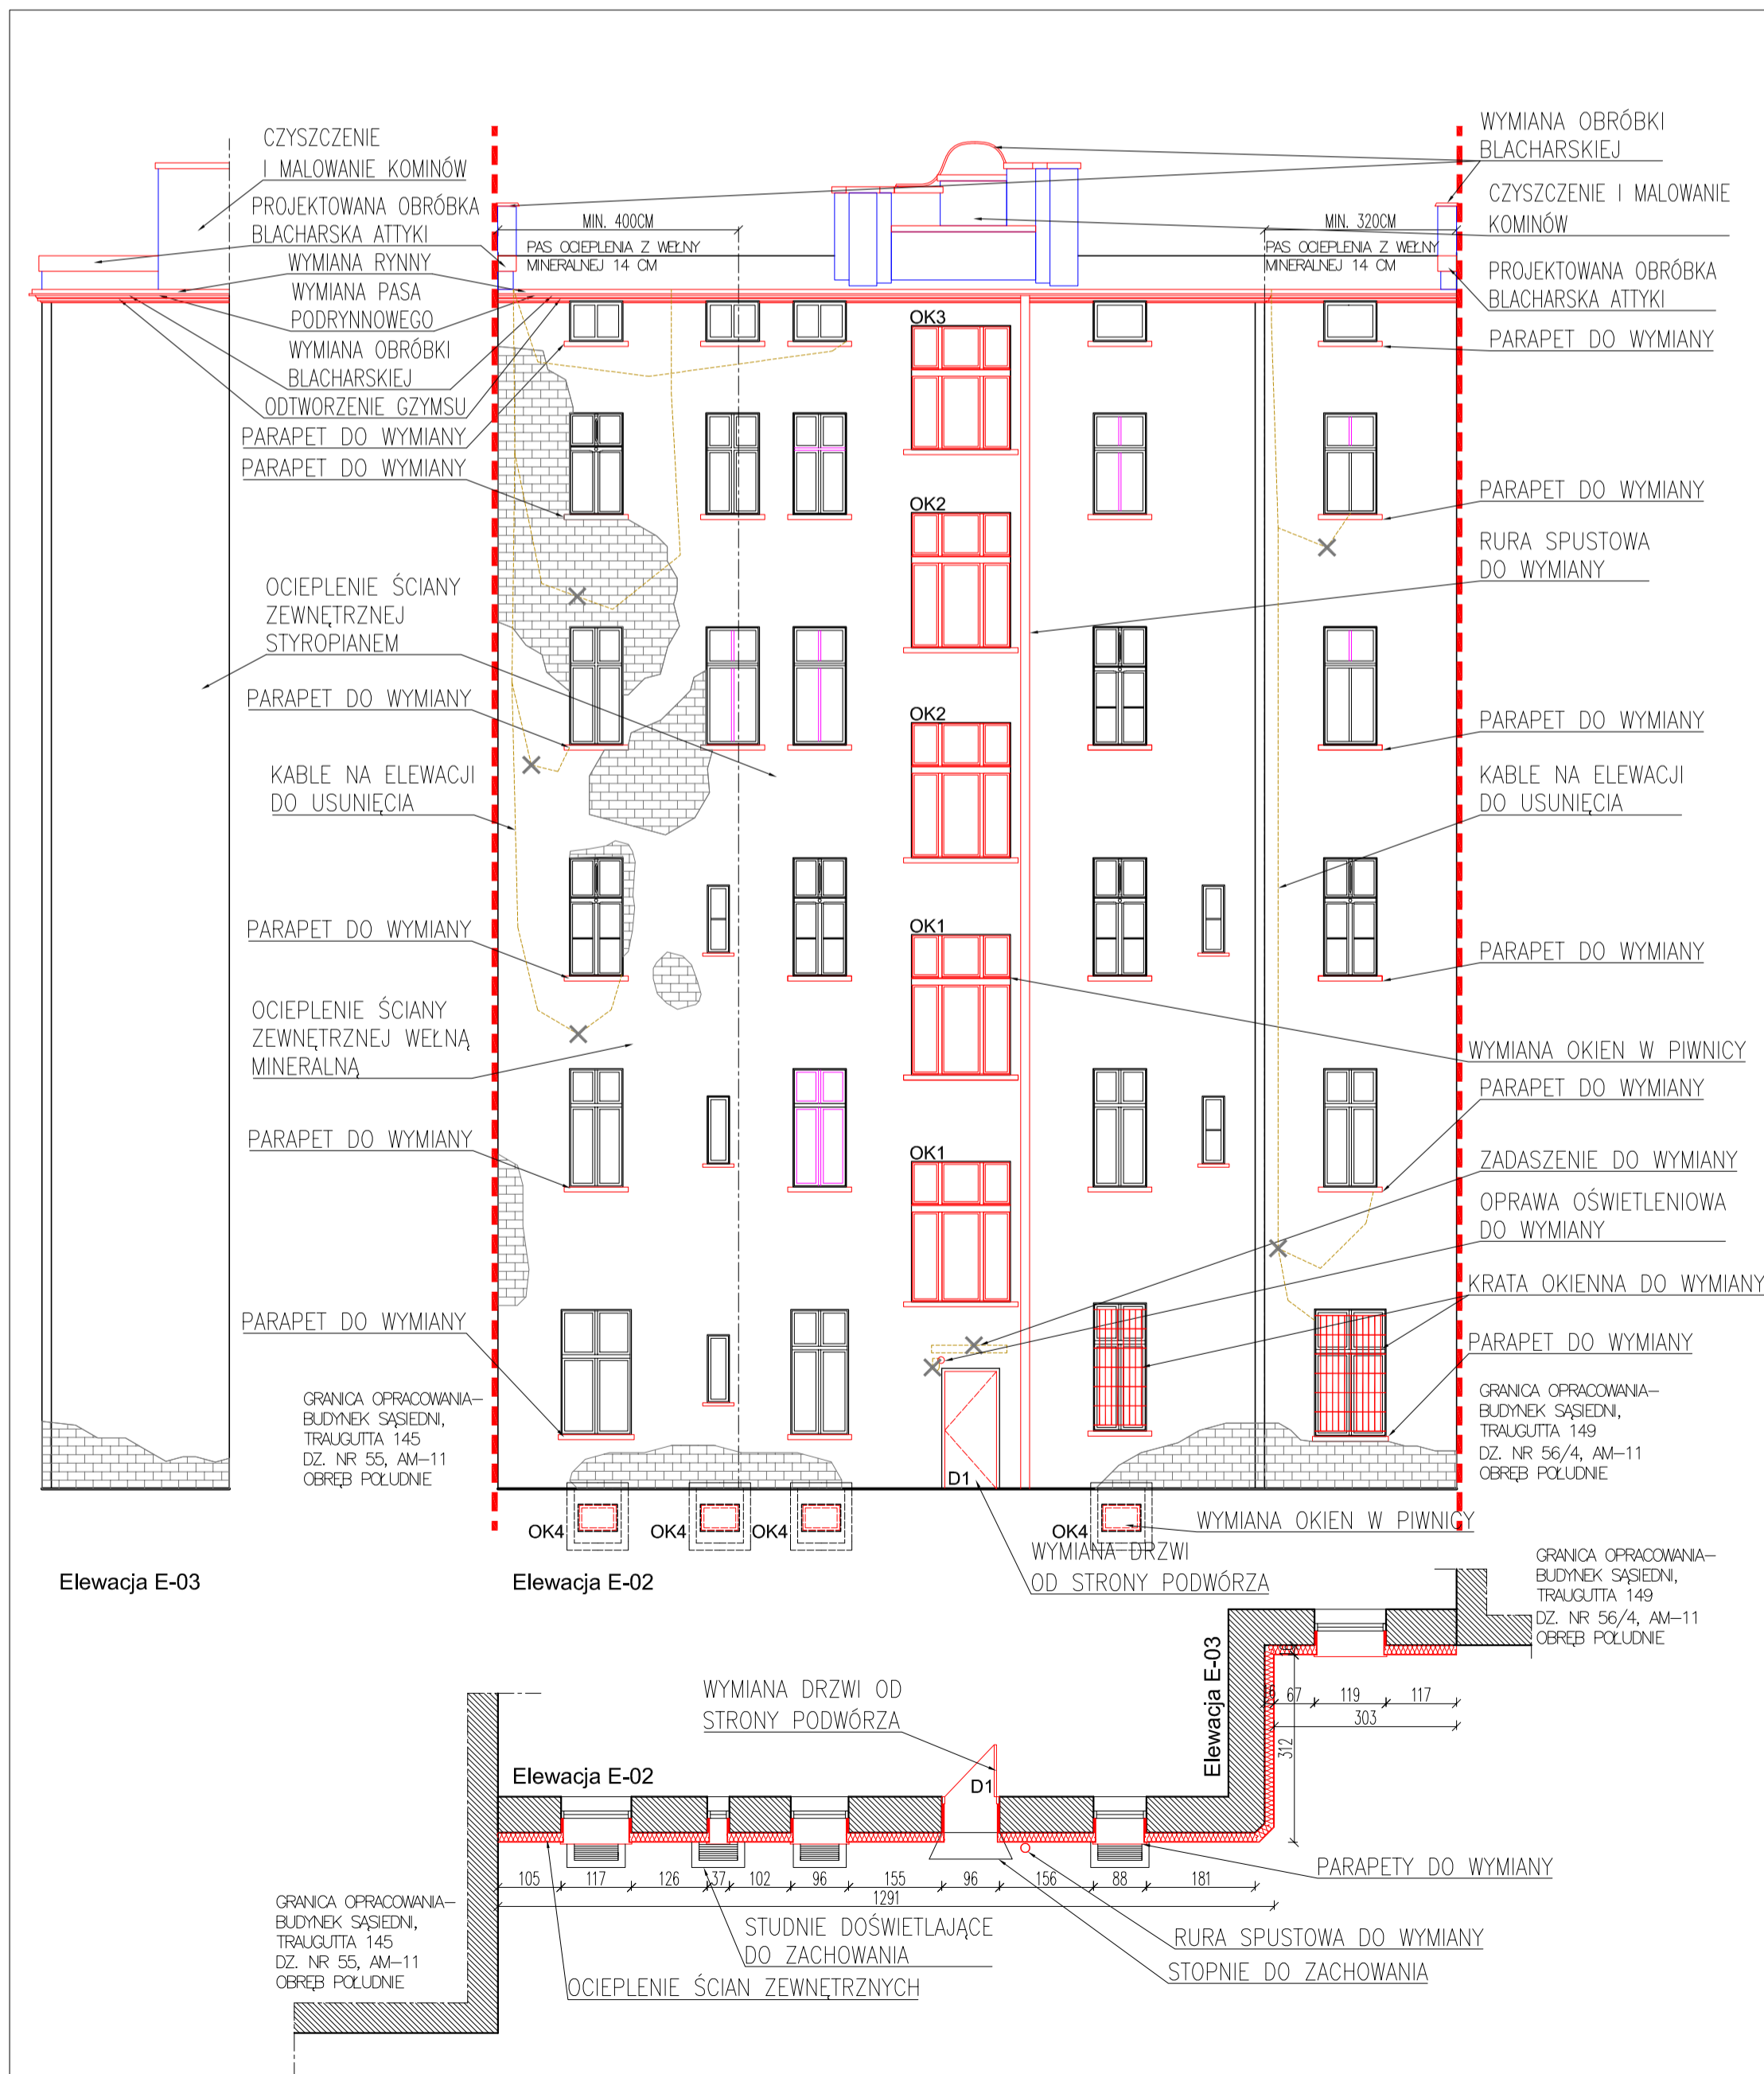 CZYSZCZENIE
I MALOWANIE KOMINÓW
PROJEKTOWANA OBRÓBKA
BLACHARSKA ATTYKI
WYMIANA RYNNY
WYMIANA PASA
PODRYNNOWEGO
WYMIANA OBRÓBKI
BLACHARSKIEJ
ODTWORZENIE GZYMSU
PARAPET DO WYMIANY
PARAPET DO WYMIANY
OCIEPLENIE ŚCIANY
ZEWNĘTRZNEJ
STYROPIANEM
PARAPET DO WYMIANY
KABLE NA ELEWACJI
DO USUNIĘCIA
PARAPET DO WYMIANY
OCIEPLENIE ŚCIANY
ZEWNĘTRZNEJ WEŁNĄ
MINERALNĄ
PARAPET DO WYMIANY
PARAPET DO WYMIANY
GRANICA OPRACOWANIA-
BUDYNEK SĄSIEDNI,
TRAUGUTTA 145
DZ. NR 55, AM-11
OBRĘB POŁUDNIE
MIN. 400CM
PAS OCIEPLENIA Z WEŁNY
MINERALNEJ 14 CM
MIN. 320CM
PAS OCIEPLENIA Z WEŁNY
MINERALNEJ 14 CM
OK3
OK2
OK2
OK1
OK1
D1
OK4
OK4
OK4
OK4
WYMIANA OBRÓBKI
BLACHARSKIEJ
CZYSZCZENIE I MALOWANIE
KOMINÓW
PROJEKTOWANA OBRÓBKA
BLACHARSKA ATTYKI
PARAPET DO WYMIANY
PARAPET DO WYMIANY
RURA SPUSTOWA
DO WYMIANY
PARAPET DO WYMIANY
KABLE NA ELEWACJI
DO USUNIĘCIA
PARAPET DO WYMIANY
WYMIANA OKIEN W PIWNICY
PARAPET DO WYMIANY
ZADASZENIE DO WYMIANY
OPRAWA OŚWIETLENIOWA
DO WYMIANY
KRATA OKIENNA DO WYMIANY
PARAPET DO WYMIANY
GRANICA OPRACOWANIA-
BUDYNEK SĄSIEDNI,
TRAUGUTTA 149
DZ. NR 56/4, AM-11
OBRĘB POŁUDNIE
WYMIANA OKIEN W PIWNICY
WYMIANA DRZWI
OD STRONY PODWÓRZA
Elewacja E-03
Elewacja E-02
GRANICA OPRACOWANIA-
BUDYNEK SĄSIEDNI,
TRAUGUTTA 149
DZ. NR 56/4, AM-11
OBRĘB POŁUDNIE
WYMIANA DRZWI OD
STRONY PODWÓRZA
Elewacja E-03
Elewacja E-02
D1
67 119 117
303
312
105 117 126 37 102 96 155 96 156 88 181
1291
PARAPETY DO WYMIANY
GRANICA OPRACOWANIA-
BUDYNEK SĄSIEDNI,
TRAUGUTTA 145
DZ. NR 55, AM-11
OBRĘB POŁUDNIE
STUDNIE DOŚWIETLAJĄCE
DO ZACHOWANIA
RURA SPUSTOWA DO WYMIANY
STOPNIE DO ZACHOWANIA
OCIEPLENIE ŚCIAN ZEWNĘTRZNYCH